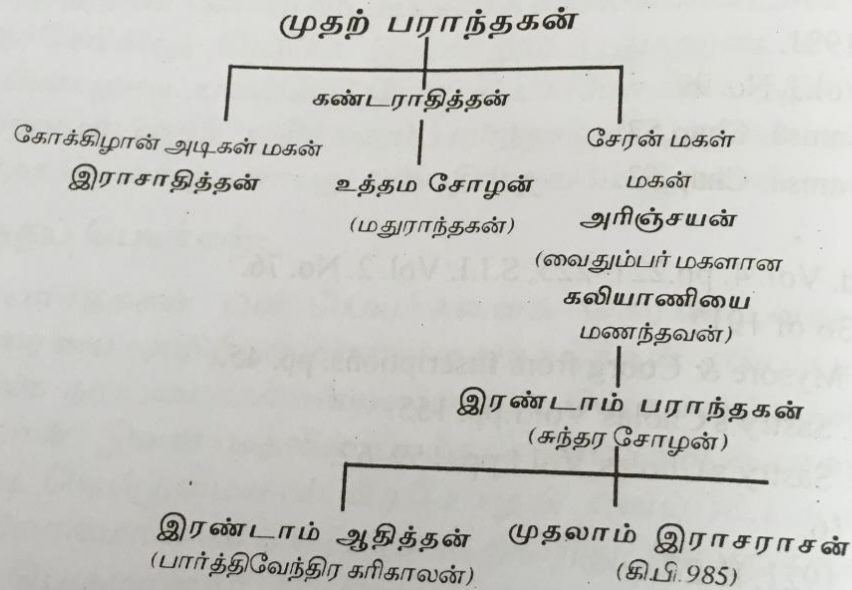 முதற் பராந்தகன்
கண்டராதித்தன்
கோக்கிழான் அடிகள் மகன்
இராசாதித்தன்
உத்தம சோழன்
(மதுராந்தகன்)
சேரன் மகள்
மகன்
அரிஞ்சயன்
(வைதும்பர் மகளான
கலியாணியை
மணந்தவன்)
இரண்டாம் பராந்தகன்
(சுந்தர சோழன்)
இரண்டாம் ஆதித்தன்
(பார்த்திவேந்திர கரிகாலன்)
முதலாம் இராசராசன்
(கி.பி.985)